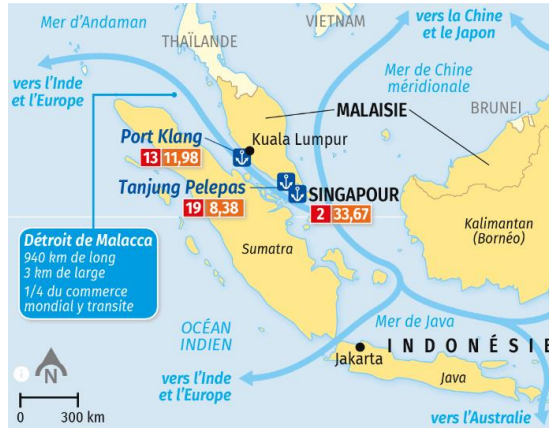 Mer d'Andaman
VIETNAM
THAÏLANDE
vers la Chine
et le Japon
vers l'Inde
et l'Europe
Mer de Chine
méridionale
MALAISIE
BRUNEI
Port Klang
Kuala Lumpur
13 11,98
Tanjung Pelepas
19 8,38
SINGAPOUR
2 33,67
Détroit de Malacca
940 km de long
3 km de large
1/4 du commerce
mondial y transite
Sumatra
Kalimantan
(Bornéo)
OCÉAN
INDIEN
Mer de Java
INDONÉSIE
Jakarta
Java
N
vers l'Inde
et l'Europe
vers l'Australie
0 300 km